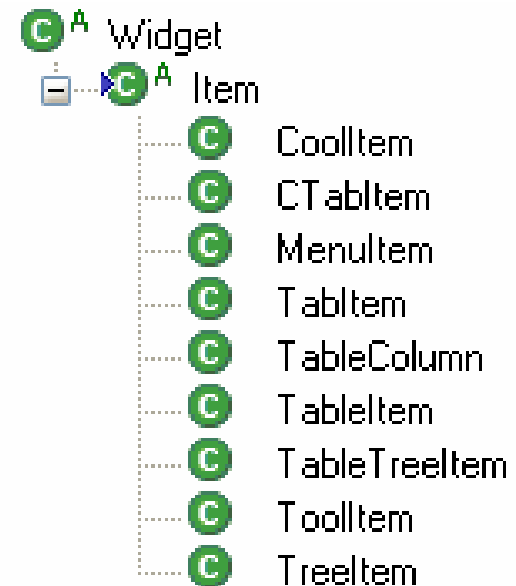 C A Widget
C A Item
C CoolItem
C CTabItem
C MenuItem
C TabItem
C TableColumn
C TableItem
C TableTreeItem
C ToolItem
C TreeItem